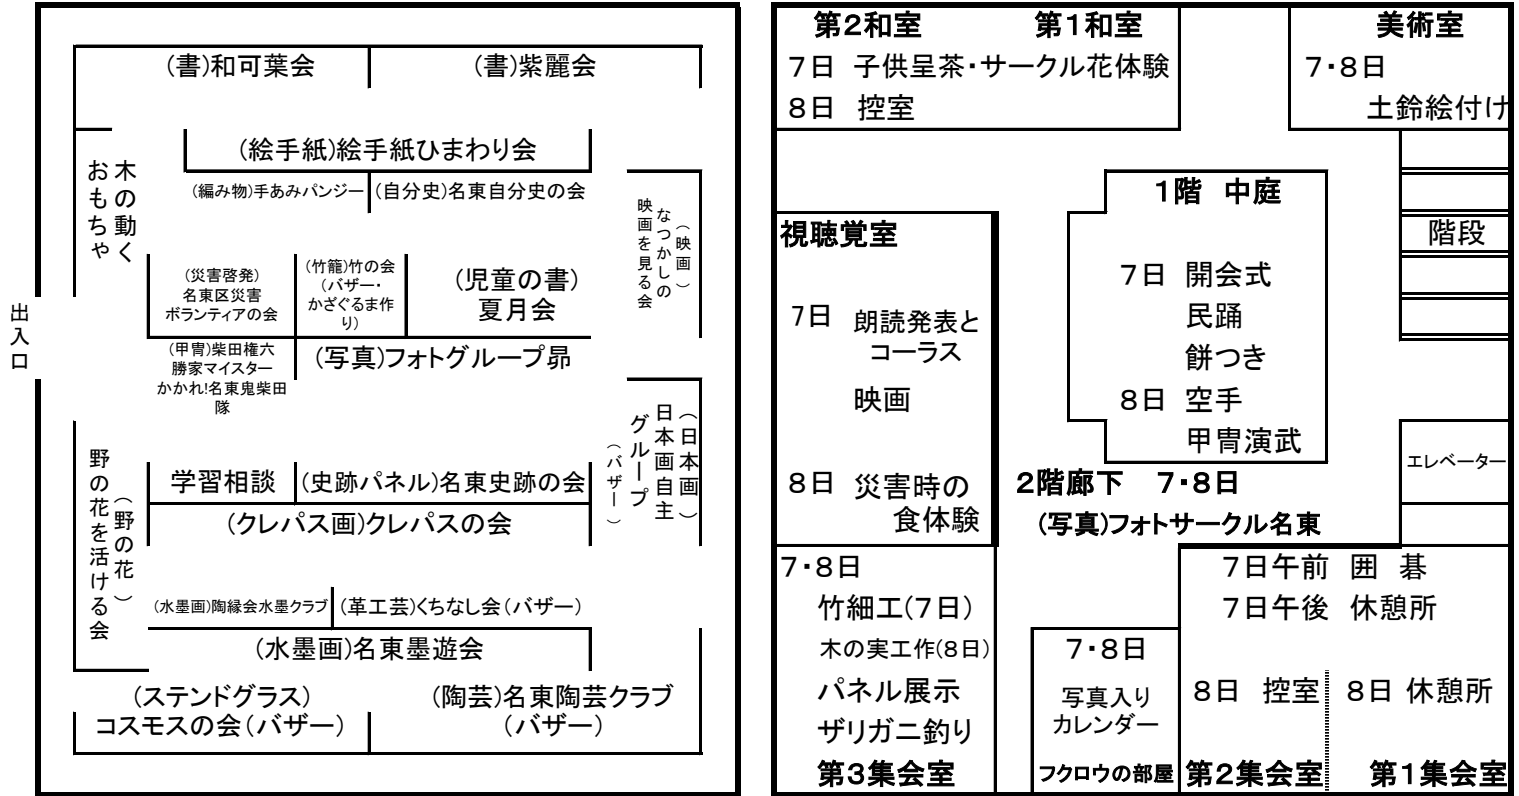 (書)和可葉会
(書)紫麗会
(絵手紙)絵手紙ひまわり会
(編み物)手あみパンジー
(自分史)名東自分史の会
木の動く
おもちゃ
(映画)
なつかしの
映画を見る会
(災害啓発)
名東区災害
ボランティアの会
(竹籠)竹の会
(バザー・
かざぐるま作
り)
(児童の書)
夏月会
出入口
(甲冑)柴田権六
勝家マイスター
かかれ!名東鬼柴田
隊
(写真)フォトグループ昴
(日本画)
日本画自主
グループ
(バザー)
学習相談
(史跡パネル)名東史跡の会
(クレパス画)クレパスの会
(野の花)
野の花を活ける会
(水墨画)陶縁会水墨クラブ
(革工芸)くちなし会(バザー)
(水墨画)名東墨遊会
(ステンドグラス)
コスモスの会(バザー)
(陶芸)名東陶芸クラブ
(バザー)
第2和室 第1和室
7日 子供呈茶・サークル花体験
8日 控室
美術室
7・8日
土鈴絵付け
1階 中庭
7日 開会式
民踊
餅つき
8日 空手
甲冑演武
階段
視聴覚室
7日 朗読発表と
コーラス
映画
8日 災害時の
食体験
エレベーター
2階廊下 7・8日
(写真)フォトサークル名東
7・8日
竹細工(7日)
木の実工作(8日)
パネル展示
ザリガニ釣り
第3集会室
7・8日
写真入り
カレンダー
フクロウの部屋
7日午前 囲 碁
7日午後 休憩所
8日 控室
8日 休憩所
第2集会室
第1集会室